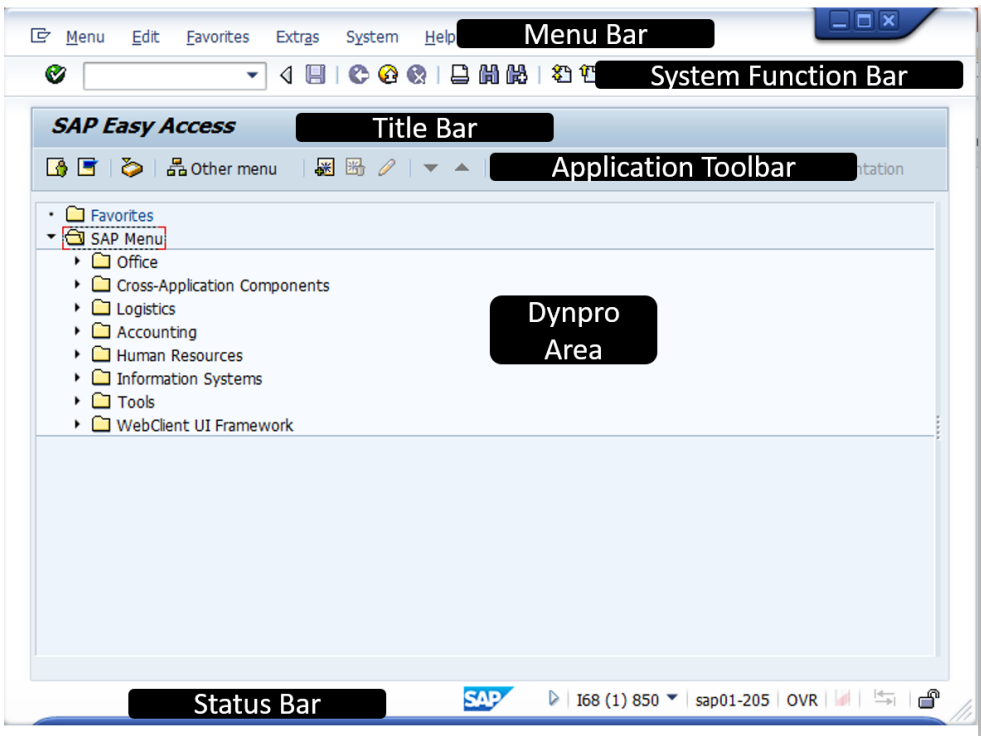 Menu Edit Favorites Extras System Help Menu Bar
System Function Bar
SAP Easy Access Title Bar
Other menu Application Toolbar
Favorites
SAP Menu
Office
Cross-Application Components
Logistics
Dynpro
Area
Accounting
Human Resources
Information Systems
Tools
WebClient UI Framework
Status Bar SAP I68 (1) 850 sap01-205 OVR